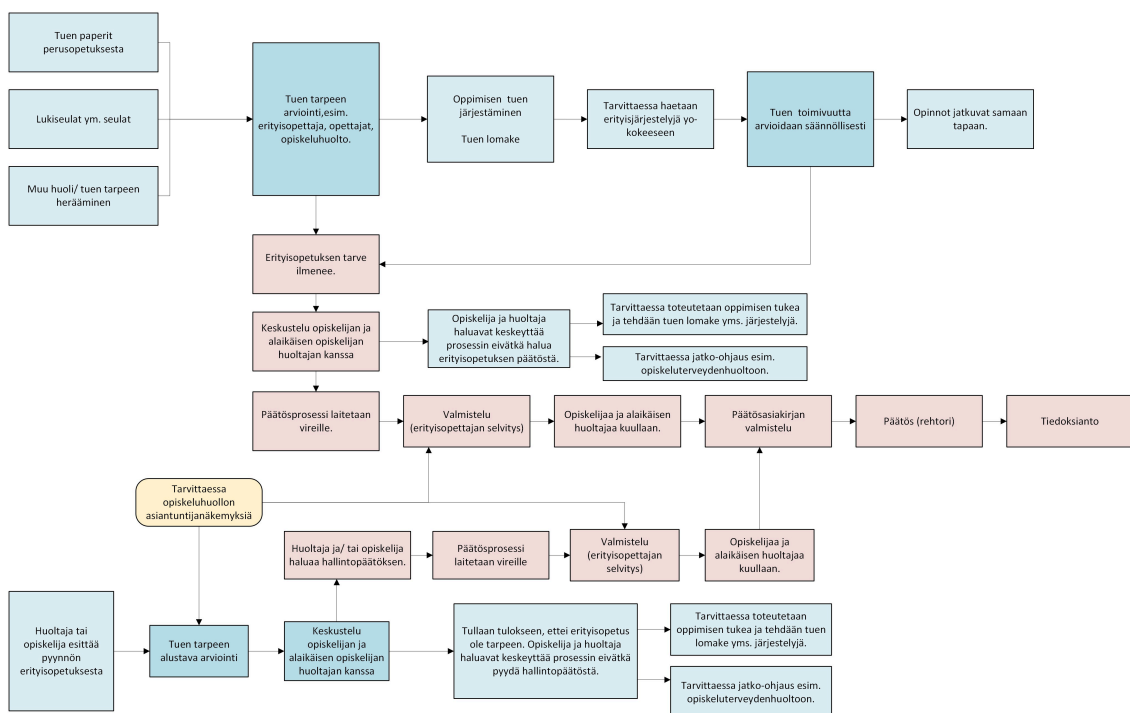 Tuen paperit
perusopetuksesta
Lukiseulat ym. seulat
Muu huoli/ tuen tarpeen
herääminen
Tuen tarpeen
arviointi,esim.
erityisopettaja, opettajat,
opiskeluhuolto.
Oppimisen tuen
järjestäminen
Tuen lomake
Tarvittaessa haetaan
erityisjärjestelyjä yo-
kokeeseen
Tuen toimivuutta
arvioidaan säännöllisesti
Opinnot jatkuvat samaan
tapaan.
Erityisopetuksen tarve
ilmenee.
Keskustelu opiskelijan ja
alaikäisen opiskelijan
huoltajan kanssa
Opiskelija ja huoltaja
haluavat keskeyttää
prosessin eivätkä halua
erityisopetuksen päätöstä.
Tarvittaessa toteutetaan oppimisen tukea
ja tehdään tuen lomake yms. järjestelyjä.
Tarvittaessa jatko-ohjaus esim.
opiskeluterveydenhuoltoon.
Päätösprosessi laitetaan
vireille.
Valmistelu
(erityisopettajan selvitys)
Opiskelijaa ja alaikäisen
huoltajaa kuullaan.
Päätösasiakirjan
valmistelu
Päätös (rehtori)
Tiedoksianto
Tarvittaessa
opiskeluhuollon
asiantuntijanäkemyksiä
Huoltaja ja/ tai opiskelija
haluaa hallintopäätöksen.
Päätösprosessi
laitetaan vireille
Valmistelu
(erityisopettajan
selvitys)
Opiskelijaa ja
alaikäisen huoltajaa
kuullaan.
Huoltaja tai
opiskelija esittää
pyynnön
erityisopetuksesta
Tuen tarpeen
alustava arviointi
Keskustelu
opiskelijan ja
alaikäisen opiskelijan
huoltajan kanssa
Tullaan tulokseen, ettei erityisopetus
ole tarpeen. Opiskelija ja huoltaja
haluavat keskeyttää prosessin eivätkä
pyydä hallintopäätöstä.
Tarvittaessa toteutetaan
oppimisen tukea ja tehdään tuen
lomake yms. järjestelyjä.
Tarvittaessa jatko-ohjaus esim.
opiskeluterveydenhuoltoon.